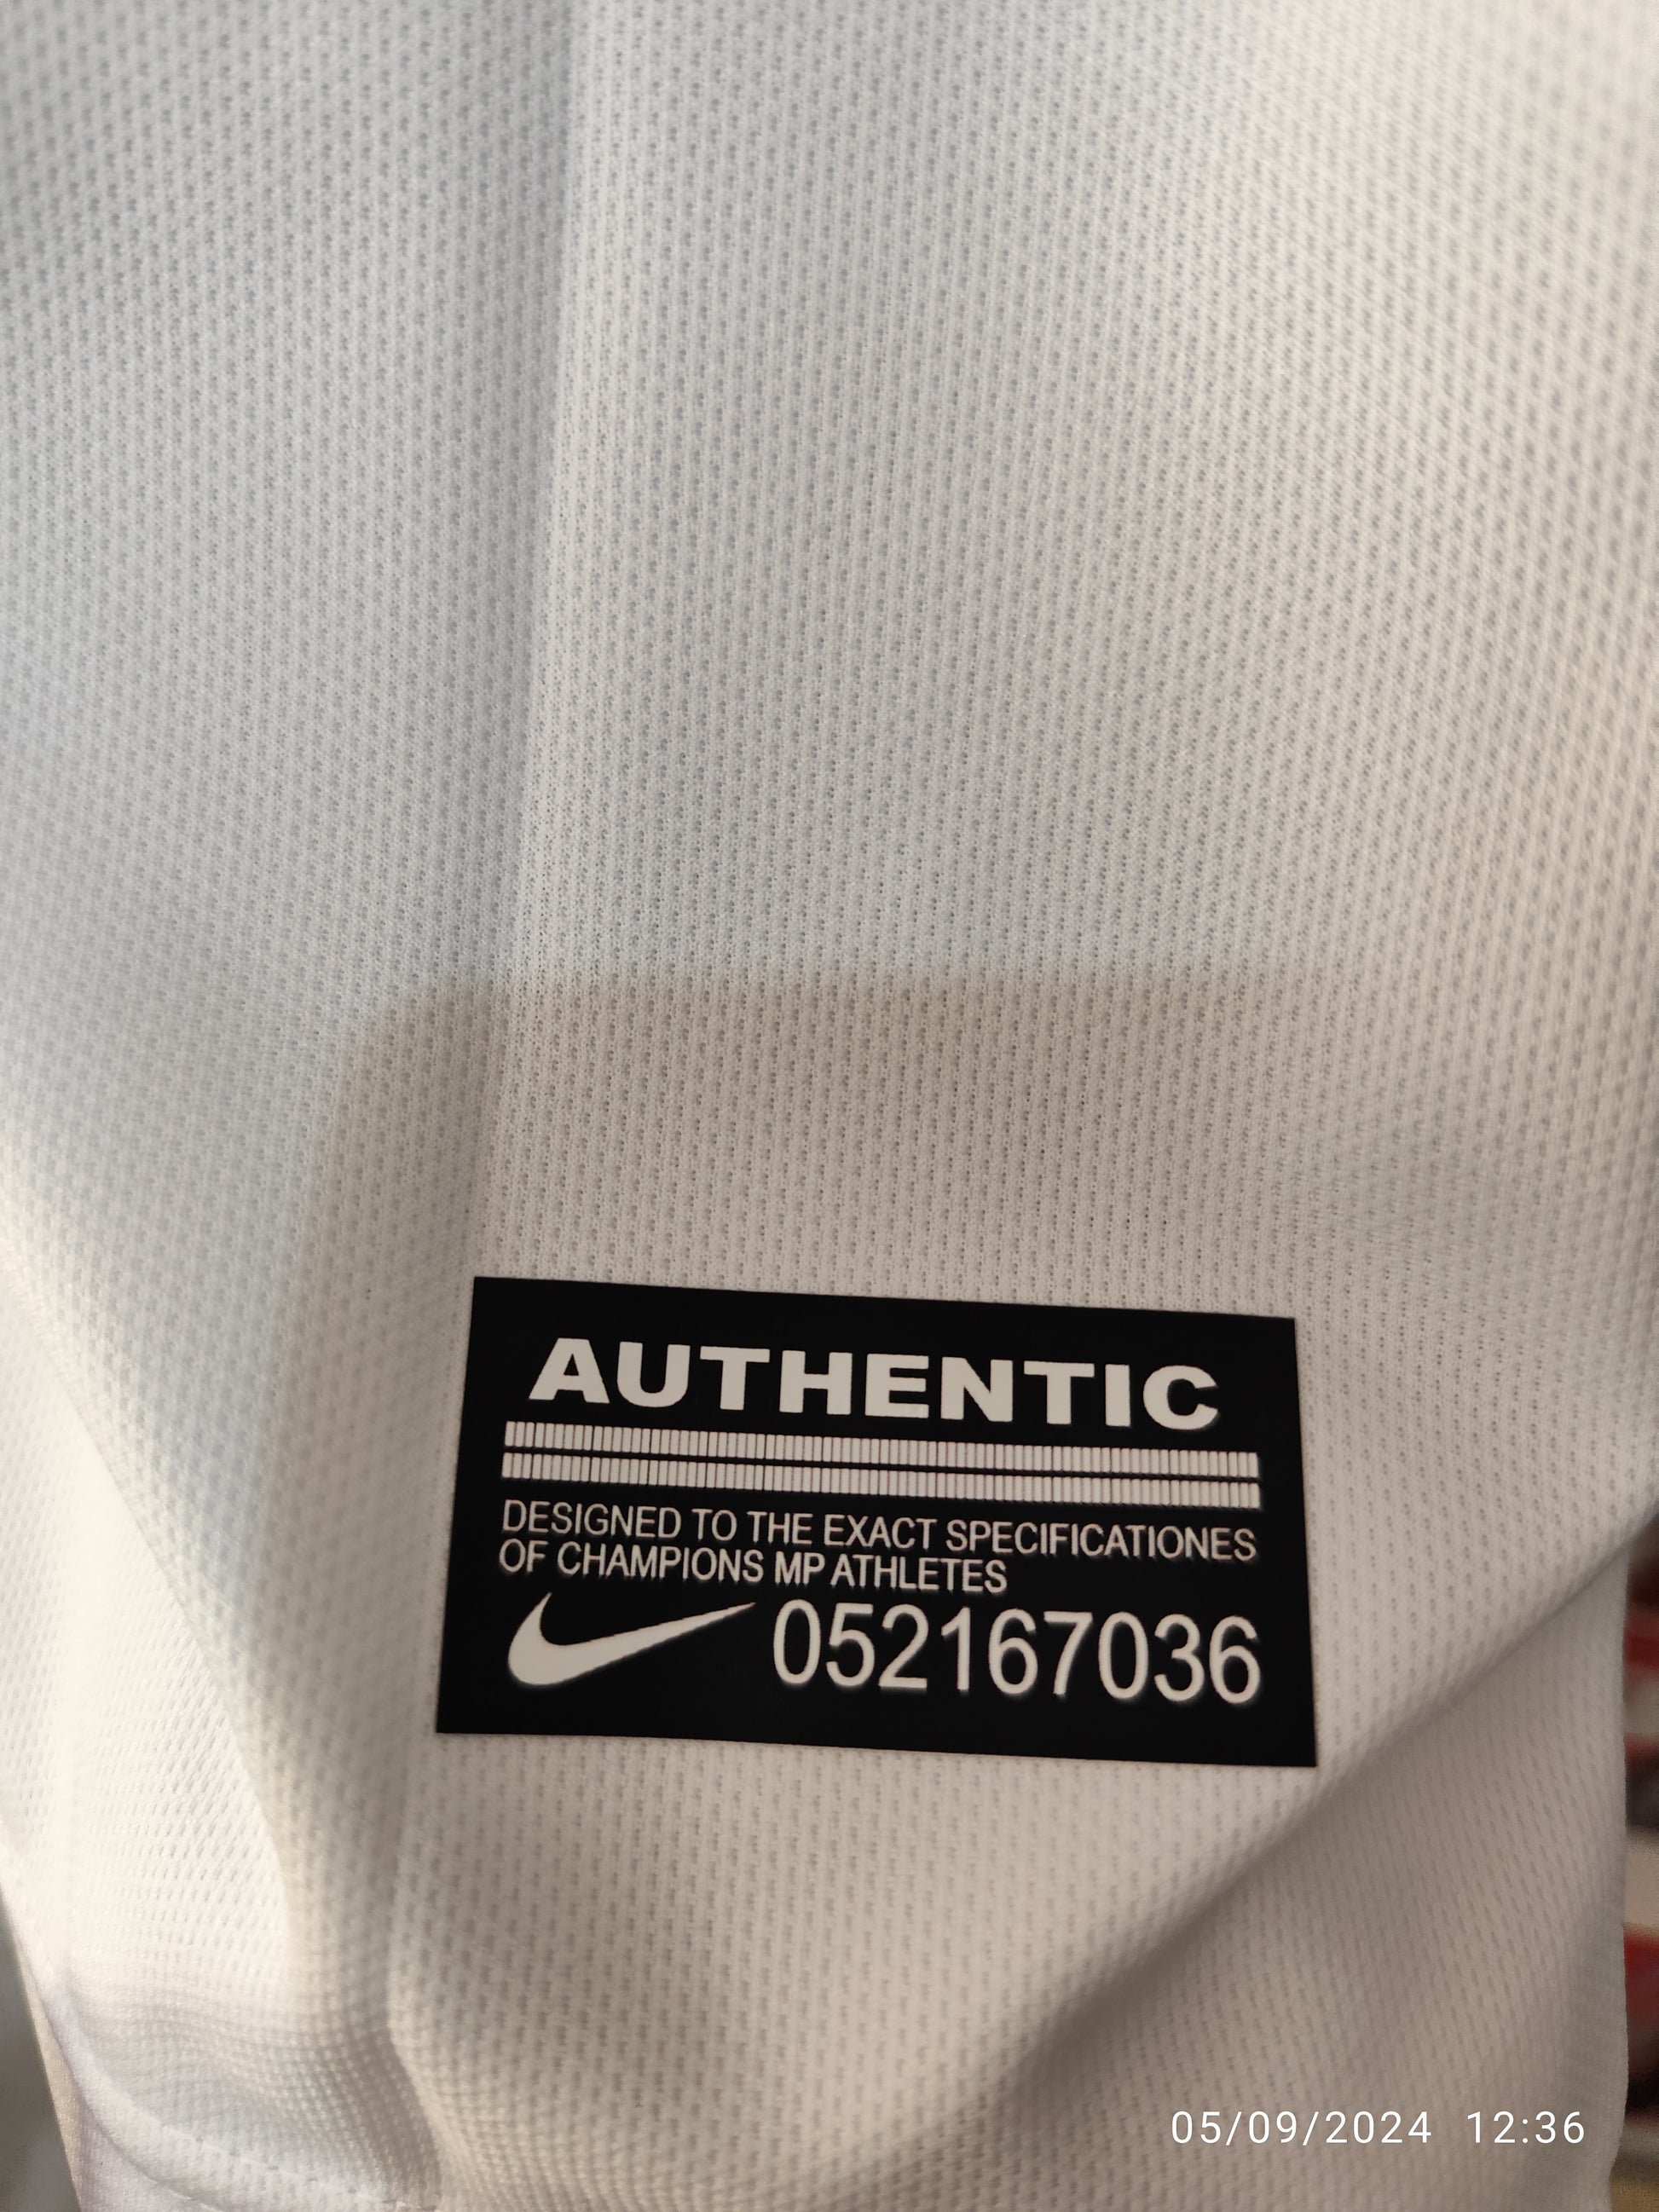 AUTHENTIC
DESIGNED TO THE EXACT SPECIFICATIONES
OF CHAMPIONS MP ATHLETES
052167036
05/09/2024 12:36